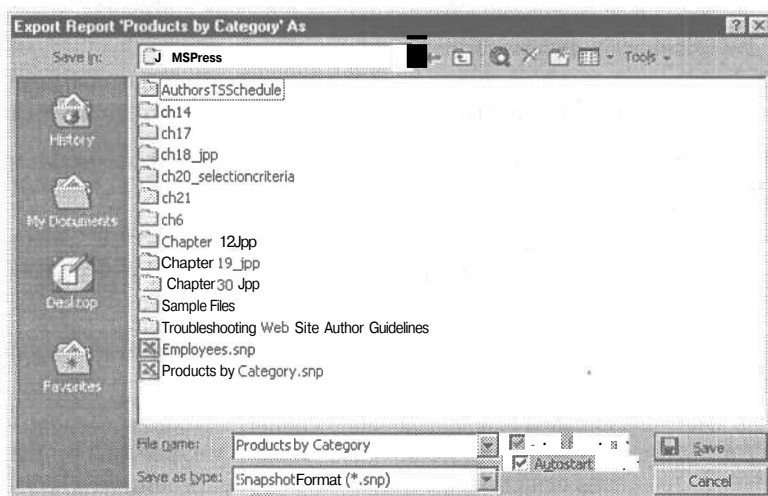 Export Report 'Products by Category' As
Save in: J MSPress
Tools
AuthorsTSSchedule
ch14
ch17
ch18_jpp
ch20_selectioncriteria
ch21
ch6
Chapter 12Jpp
Chapter 19_jpp
Chapter 30 Jpp
Sample Files
Troubleshooting Web Site Author Guidelines
Employees.snp
Products by Category.snp
History
My Documents
Desktop
Favorites
File name: Products by Category
Save
Autostart
Save as type: SnapshotFormat (*.snp)
Cancel